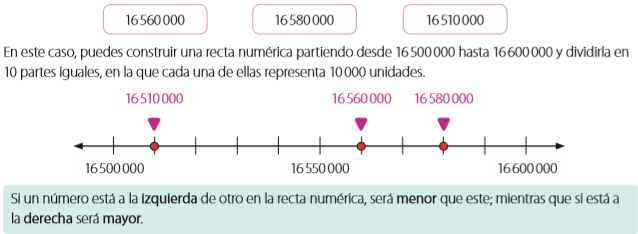 16 560 000 16 580 000 16 510 000
En este caso, puedes construir una recta numérica partiendo desde 16 500 000 hasta 16 600 000 y dividirla en
10 partes iguales, en la que cada una de ellas representa 10 000 unidades.
16 510 000 16 560 000 16 580 000
16 500 000 16 550 000 16 600 000
Si un número está a la izquierda de otro en la recta numérica, será menor que este; mientras que si está a
la derecha será mayor.